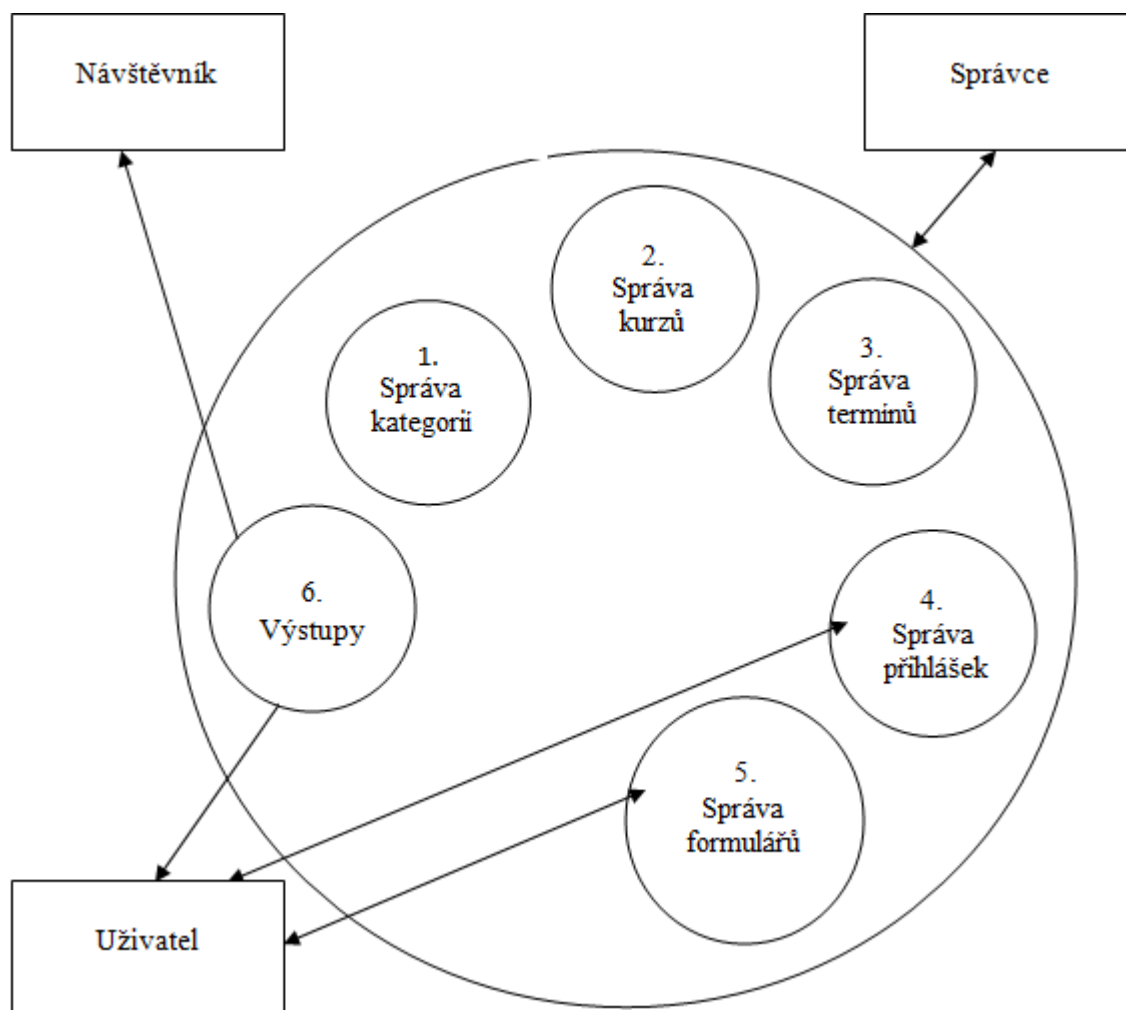 Návštěvník
Správce
2.
Správa
kurzů
1.
Správa
kategorii
3.
Správa
terminů
6.
Výstupy
4.
Správa
přihlášek
5.
Správa
formulářů
Uživatel